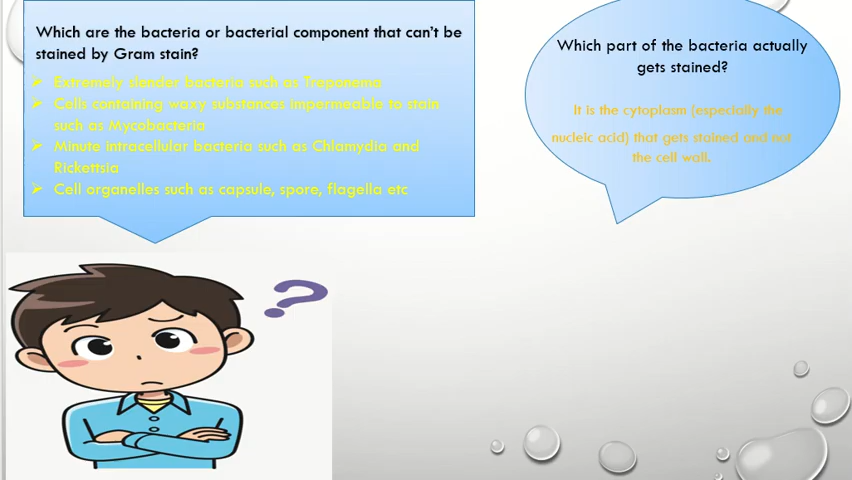 Which are the bacteria or bacterial component that can't be
stained by Gram stain?
➢ Extremely slender bacteria such as Treponema
➢ Cells containing waxy substances impermeable to stain
such as Mycobacteria
➢ Minute intracellular bacteria such as Chlamydia and
Rickettsia
➢ Cell organelles such as capsule, spore, flagella etc
Which part of the bacteria actually
gets stained?
It is the cytoplasm (especially the
nucleic acid) that gets stained and not
the cell wall.
?